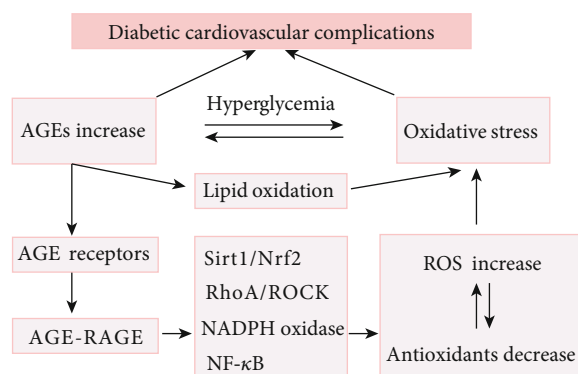 Diabetic cardiovascular complications
Hyperglycemia
AGEs increase
Oxidative stress
Lipid oxidation
AGE receptors
AGE-RAGE
Sirt1/Nrf2
RhoA/ROCK
NADPH oxidase
NF-κB
ROS increase
Antioxidants decrease